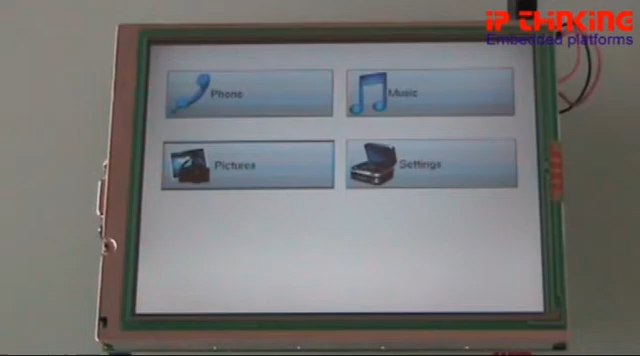 iP THiNKiNG
Embedded platforms
Phone
Music
Pictures
Settings